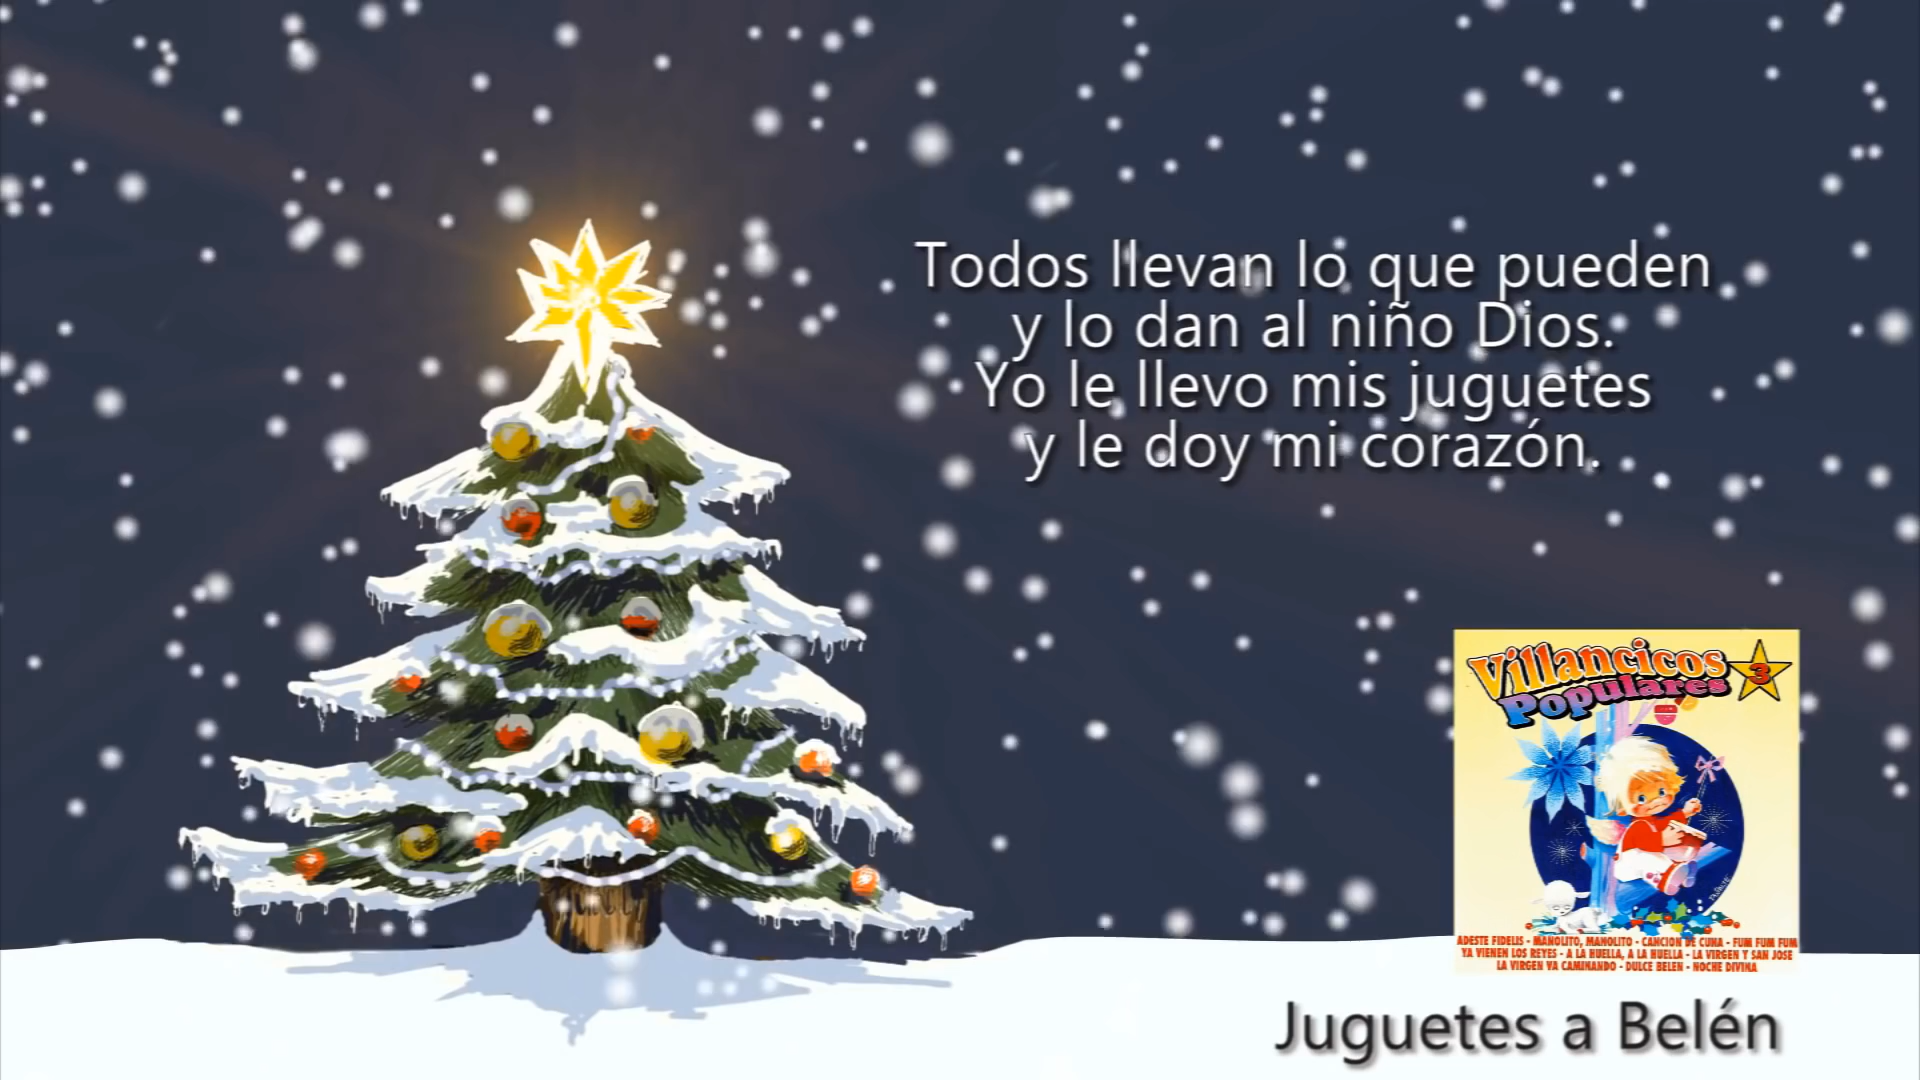 Todos llevan lo que pueden
y lo dan al niño Dios.
Yo le llevo mis juguetes
y le doy mi corazón.
Villancicos 3
Populares
ADESTE FIDELIS - MAÑOLITO, MAÑOLITO - CANCION DE CUNA - FUM FUM FUM
YA VIENEN LOS REYES - A LA HUELLA, A LA HUELLA - LA VIRGEN Y SAN JOSE
LA VIRGEN VA CAMINANDO - DULCE BELEN - NOCHE DIVINA
Juguetes a Belén